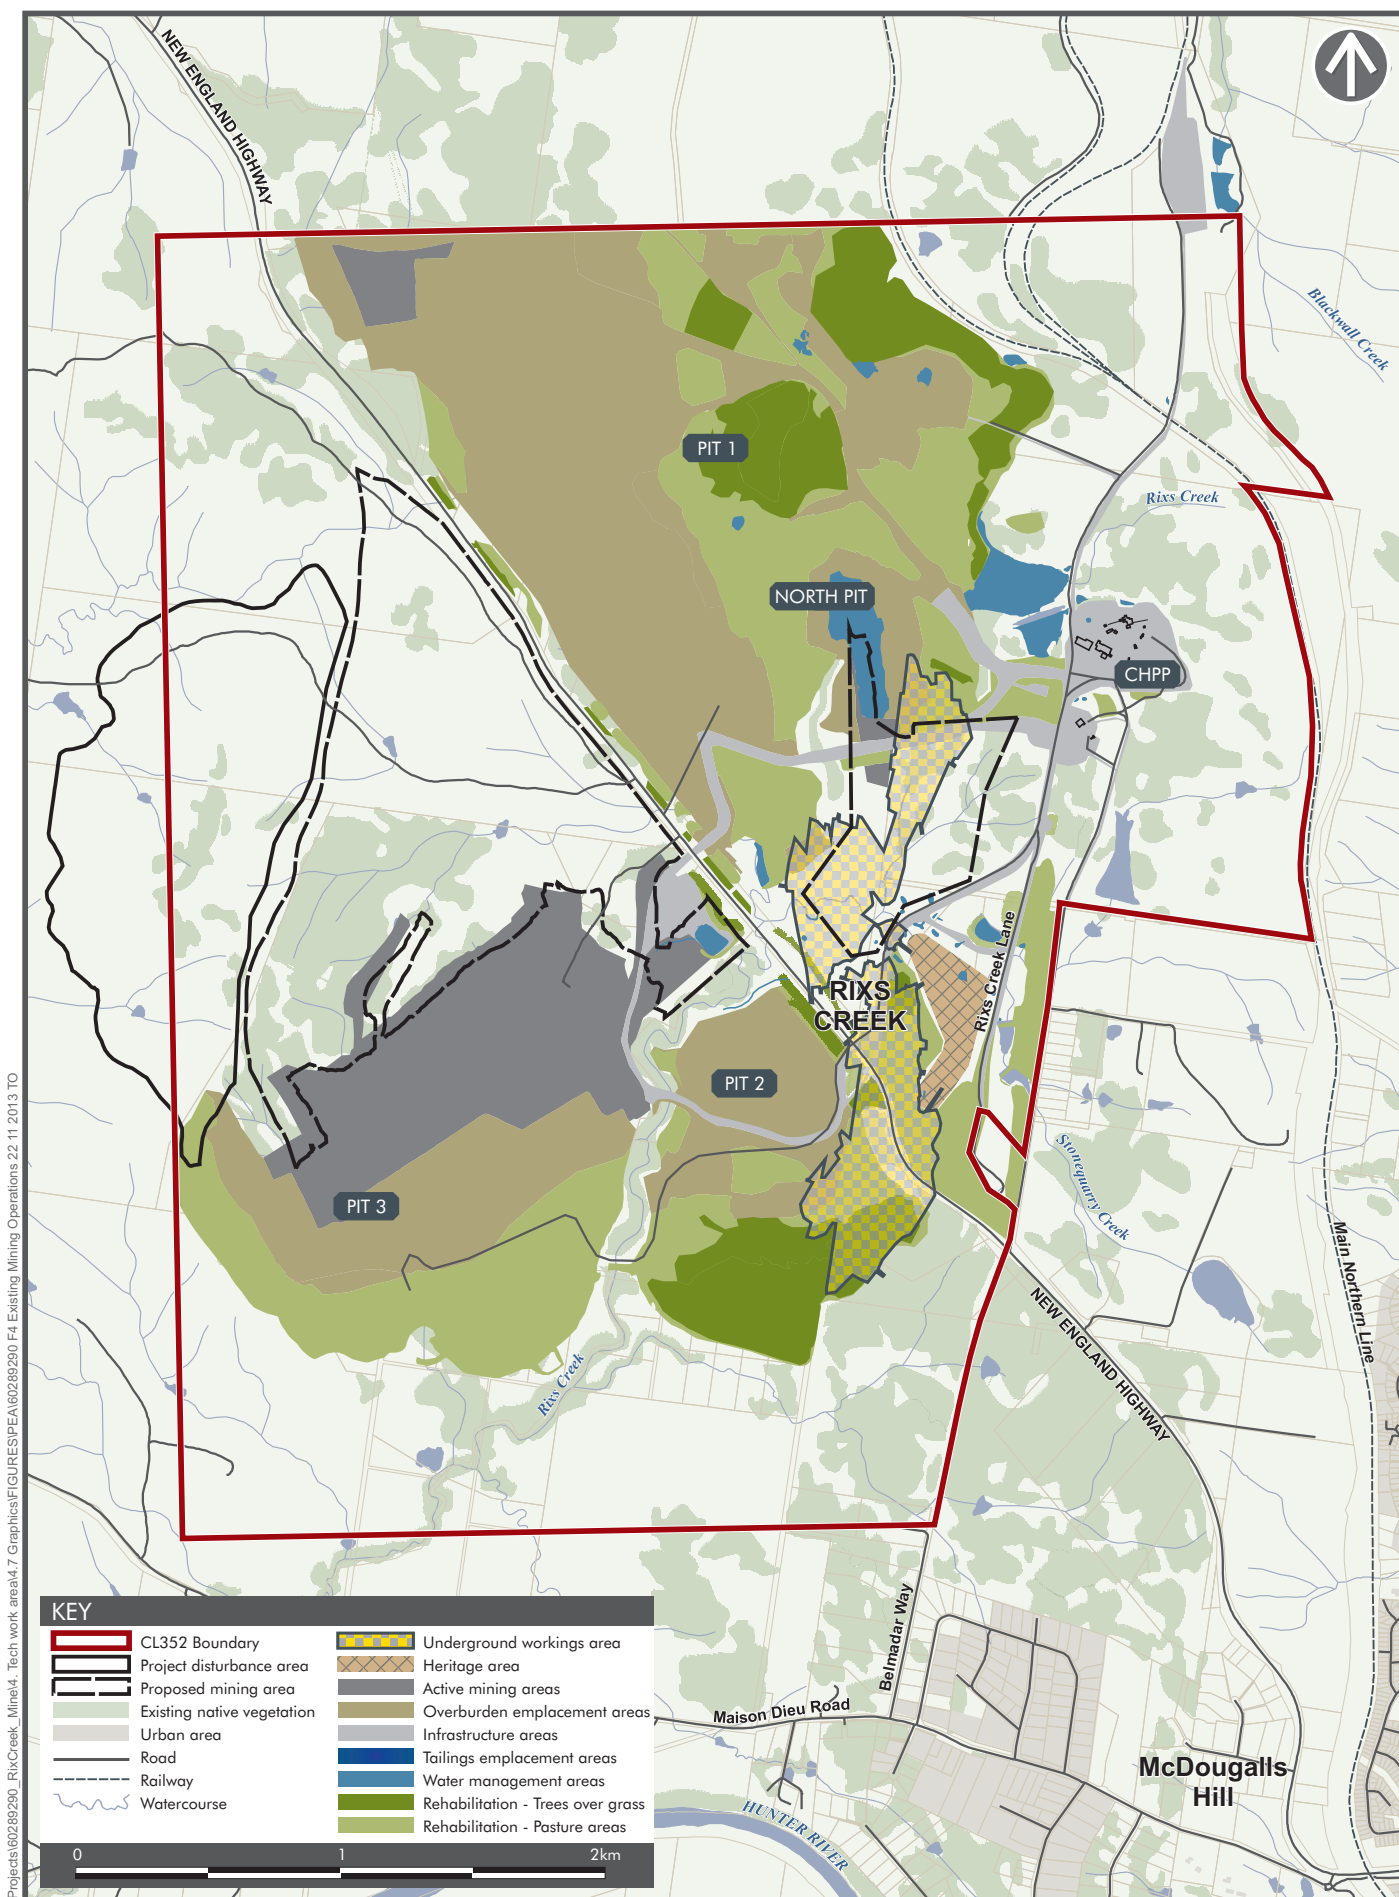 NEW ENGLAND HIGHWAY
Blackwall Creek
PIT 1
Rixs Creek
NORTH PIT
CHPP
Rixs Creek Lane
RIXS
CREEK
PIT 2
PIT 3
Stonequarry Creek
Main Northern Line
NEW ENGLAND HIGHWAY
Rixs Creek
Belmadar Way
Maison Dieu Road
McDougalls
Hill
HUNTER RIVER
KEY
CL352 Boundary
Project disturbance area
Proposed mining area
Existing native vegetation
Urban area
Road
Railway
Watercourse
Underground workings area
Heritage area
Active mining areas
Overburden emplacement areas
Infrastructure areas
Tailings emplacement areas
Water management areas
Rehabilitation - Trees over grass
Rehabilitation - Pasture areas
0 1 2km
Projects\60289290_RixCreek_Mine\4. Tech work area\4.7 Graphics\FIGURES\PEA\60289290 F4 Existing Mining Operations 22 11 2013 TO